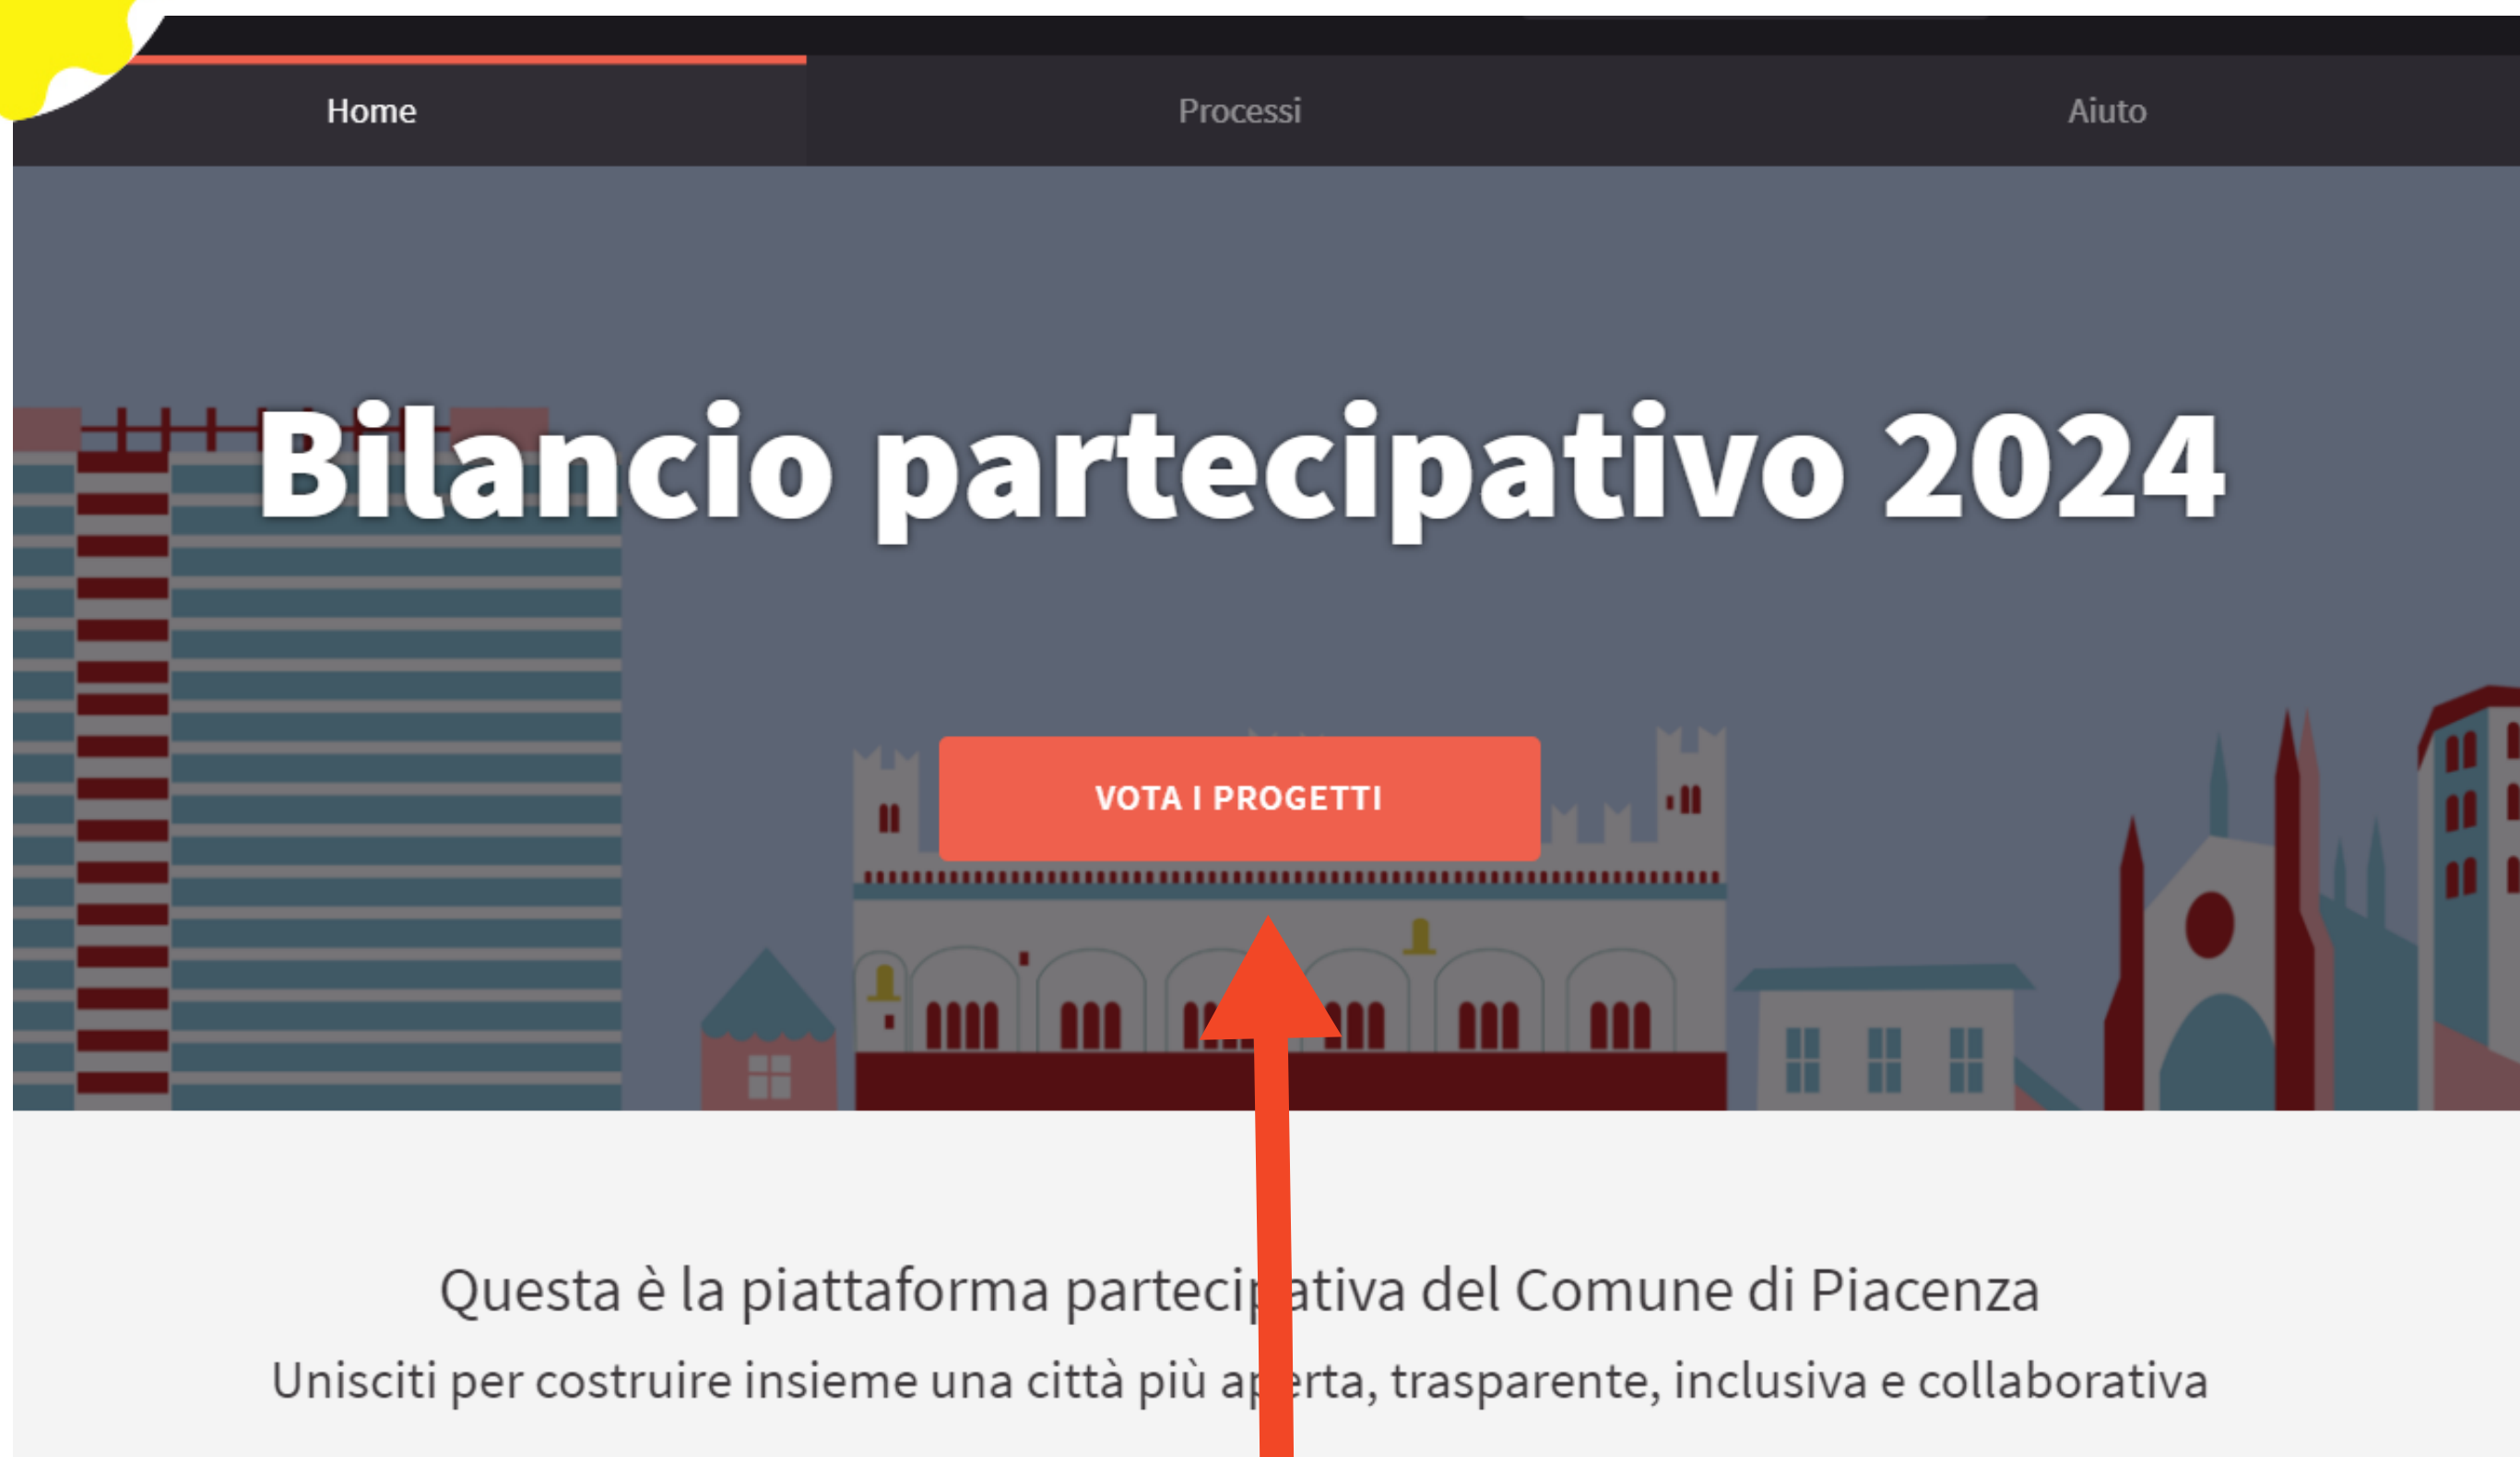 Home
Processi
Aiuto
Bilancio partecipativo 2024
VOTA I PROGETTI
Questa è la piattaforma partecipativa del Comune di Piacenza
Unisciti per costruire insieme una città più aperta, trasparente, inclusiva e collaborativa